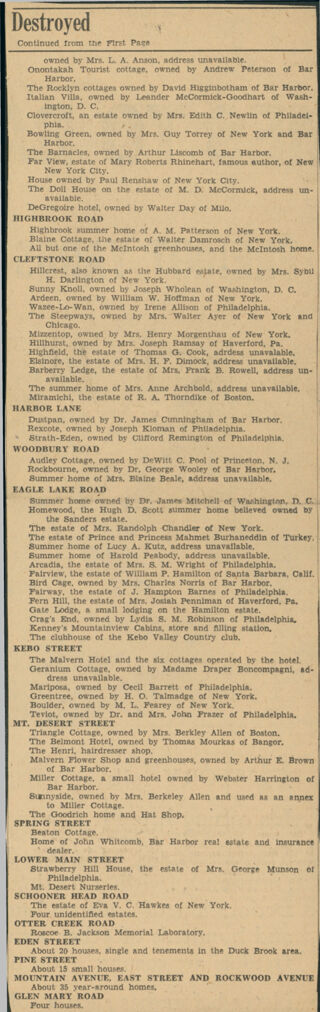 Destroyed
Continued from the First Page
owned by Mrs. L. A. Anson, address unavailable.
Onontakah Tourist cottage, owned by Andrew Peterson of Bar
Harbor.
The Rocklyn cottages owned by David Higginbotham of Bar Harbor.
Italian Villa, owned by Leander McCormick-Goodhart of Wash-
ington, D. C.
Clovercroft, an estate owned by Mrs. Edith C. Newlin of Philadel-
phia.
Bowling Green, owned by Mrs. Guy Torrey of New York and Bar
Harbor.
The Barnacles, owned by Arthur Liscomb of Bar Harbor.
Far View, estate of Mary Roberts Rhinehart, famous author, of New
New York City.
House owned by Paul Renshaw of New York City.
The Doll House on the estate of M. D. McCormick, address un-
available.
DeGregoire hotel, owned by Walter Day of Milo.
HIGHBROOK ROAD
Highbrook summer home of A. M. Patterson of New York.
Blaine Cottage, the estate of Walter Damrosch of New York.
All but one of the McIntosh greenhouses, and the McIntosh home.
CLEFTSTONE ROAD
Hillcrest, also known as the Hubbard estate, owned by Mrs. Sybil
H. Darlington of New York.
Sunny Knoll, owned by Joseph Wholean of Washington, D. C.
Ardeen, owned by William W. Hoffman of New York.
Wazee-Lo-Wan, owned by Irene Allison of Philadelphia.
The Steepways, owned by Mrs. Walter Ayer of New York and
Chicago.
Mizzentop, owned by Mrs. Henry Morgenthau of New York.
Hillhurst, owned by Mrs. Joseph Ramsay of Haverford, Pa.
Highfield, the estate of Thomas G. Cook, address unavailable.
Elsinore, the estate of Mrs. H. F. Dimock, address unavailable.
Barberry Ledge, the estate of Mrs. Frank B. Rowell, address un-
available.
The summer home of Mrs. Anne Archbold, address unavailable.
Miramichi, the estate of R. A. Thorndike of Boston.
HARBOR LANE
Dustpan, owned by Dr. James Cunningham of Bar Harbor.
Rexcote, owned by Joseph Kloman of Philadelphia.
Strath-Eden, owned by Clifford Remington of Philadelphia.
WOODBURY ROAD
Audley Cottage, owned by DeWitt C. Pool of Princeton, N. J.
Rockbourne, owned by Dr. George Wooley of Bar Harbor.
Summer home of Mrs. Blaine Beale, address unavailable.
EAGLE LAKE ROAD
Summer home owned by Dr. James Mitchell of Washington, D. C.
Homewood, the Hugh D. Scott summer home believed owned by
the Sanders estate.
The estate of Mrs. Randolph Chandler of New York.
The estate of Prince and Princess Mahmet Burhaneddin of Turkey.
Summer home of Lucy A. Kutz, address unavailable.
Summer home of Harold Peabody, address unavailable.
Arcadia, the estate of Mrs. S. M. Wright of Philadelphia.
Fairview, the estate of William P. Hamilton of Santa Barbara, Calif.
Bird Cage, owned by Mrs. Charles Norris of Bar Harbor.
Fairway, the estate of J. Hampton Barnes of Philadelphia.
Fern Hill, the estate of Mrs. Josiah Penniman of Haverford, Pa.
Gate Lodge, a small lodging on the Hamilton estate.
Crag's End, owned by Lydia S. M. Robinson of Philadelphia.
Kenney's Mountainview Cabins, store and filling station.
The clubhouse of the Kebo Valley Country club.
KEBO STREET
The Malvern Hotel and the six cottages operated by the hotel.
Geranium Cottage, owned by Madame Draper Boncompagni, ad-
dress unavailable.
Mariposa, owned by Cecil Barrett of Philadelphia.
Greentree, owned by H. O. Talmadge of New York.
Boulder, owned by M. L. Fearey of New York.
Teviot, owned by Dr. and Mrs. John Frazer of Philadelphia.
MT. DESERT STREET
Triangle Cottage, owned by Mrs. Berkley Allen of Boston.
The Belmont Hotel, owned by Thomas Mourkas of Bangor.
The Henri, hairdresser shop.
Malvern Flower Shop and greenhouses, owned by Arthur E. Brown
of Bar Harbor.
Miller Cottage, a small hotel owned by Webster Harrington of
Bar Harbor.
Sunnyside, owned by Mrs. Berkeley Allen and used as an annex
to Miller Cottage.
The Goodrich home and Hat Shop.
SPRING STREET
Beaton Cottage.
Home of John Whitcomb, Bar Harbor real estate and insurance
dealer.
LOWER MAIN STREET
Strawberry Hill House, the estate of Mrs. George Munson of
Philadelphia.
Mt. Desert Nurseries.
SCHOONER HEAD ROAD
The estate of Eva V. C. Hawkes of New York.
Four unidentified estates.
OTTER CREEK ROAD
Roscoe B. Jackson Memorial Laboratory.
EDEN STREET
About 20 houses, single and tenements in the Duck Brook area.
PINE STREET
About 15 small houses.
MOUNTAIN AVENUE, EAST STREET AND ROCKWOOD AVENUE
About 35 year-around homes.
GLEN MARY ROAD
Four houses.